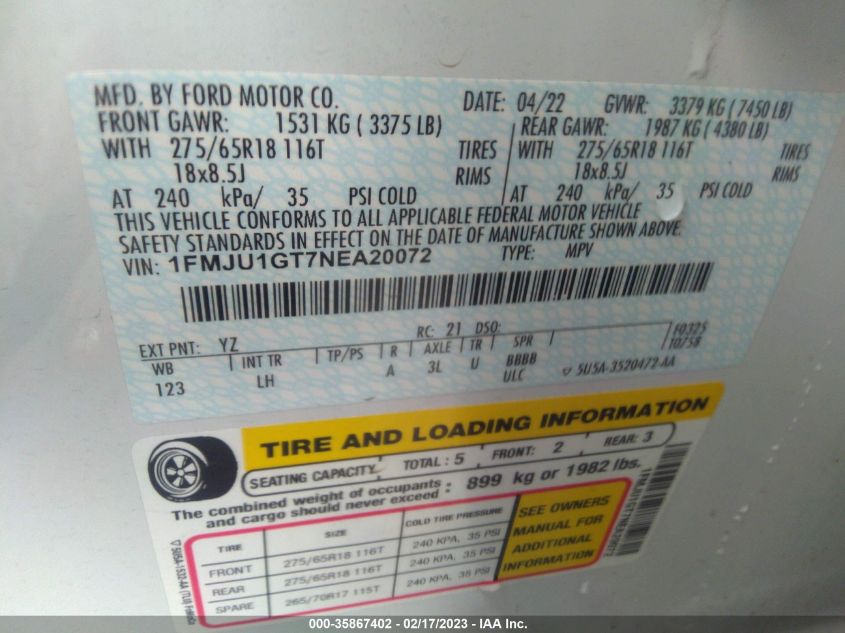 MFD. BY FORD MOTOR CO. DATE: 04/22 GVWR: 3379 KG ( 7450 LB)
FRONT GAWR: 1531 KG ( 3375 LB) REAR GAWR: 1987 KG ( 4380 LB)
WITH 275/65R18 116T TIRES WITH 275/65R18 116T TIRES
18x8.5J RIMS 18x8.5J RIMS
AT 240 kPa/ 35 PSI COLD AT 240 kPa/ 35 PSI COLD
THIS VEHICLE CONFORMS TO ALL APPLICABLE FEDERAL MOTOR VEHICLE
SAFETY STANDARDS IN EFFECT ON THE DATE OF MANUFACTURE SHOWN ABOVE.
VIN: 1FMJU1GT7NEA20072 TYPE: MPV
EXT PNT: YZ RC: 21 DSO: F0325
WB INT TR TP/PS R AXLE TR SPR 10/58
123 LH A 3L U BBBB
ULC ▽ 5U5A-3520472-AA
TIRE AND LOADING INFORMATION
SEATING CAPACITY TOTAL : 5 FRONT: 2 REAR: 3
The combined weight of occupants and cargo should never exceed : 899 kg or 1982 lbs.
TIRE SIZE COLD TIRE PRESSURE
FRONT 275/65R18 116T 240 KPA, 35 PSI
REAR 275/65R18 116T 240 KPA, 35 PSI
SPARE 265/70R17 115T 240 KPA, 35 PSI
SEE OWNERS
MANUAL FOR
ADDITIONAL
INFORMATION
1FMJU1GT7NEA20072
000-35867402 — 02/17/2023 - IAA Inc.